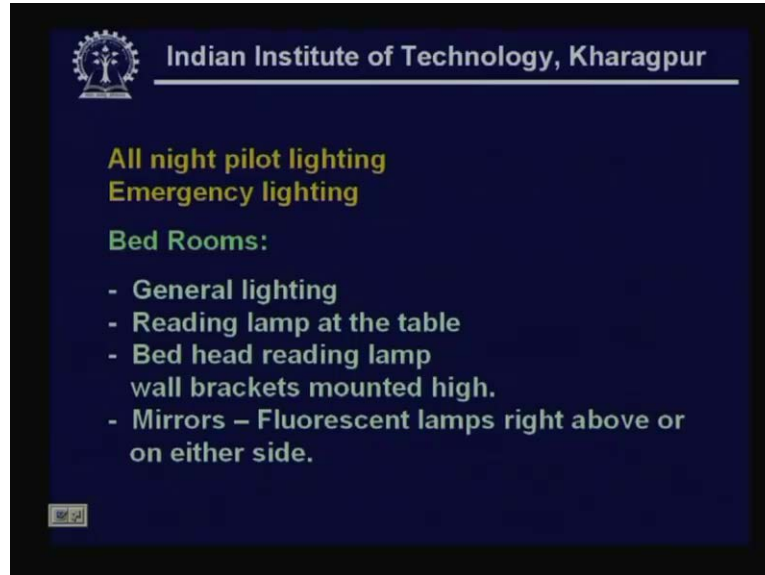 Indian Institute of Technology, Kharagpur
All night pilot lighting
Emergency lighting
Bed Rooms:
- General lighting
- Reading lamp at the table
- Bed head reading lamp
wall brackets mounted high.
- Mirrors – Fluorescent lamps right above or
on either side.